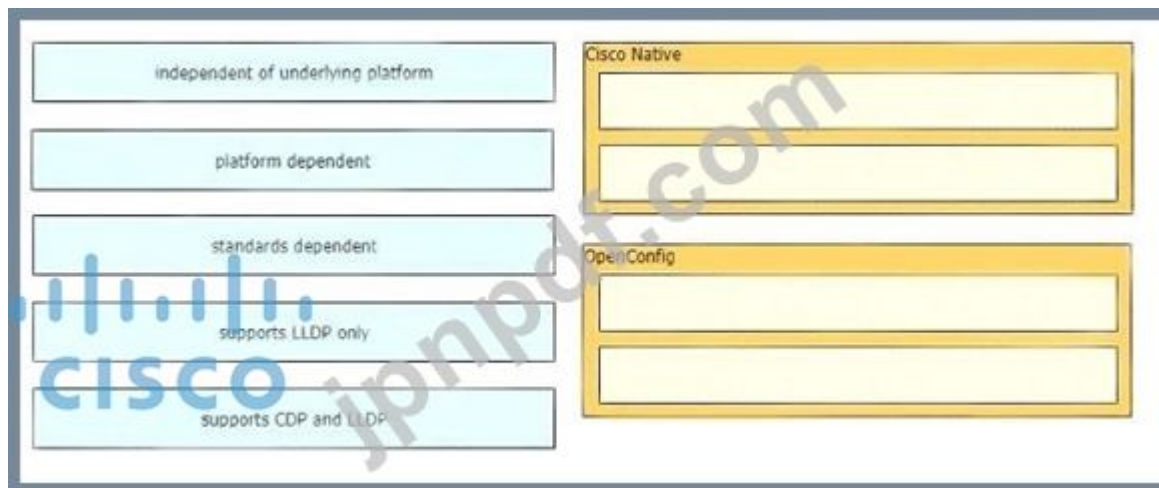 independent of underlying platform
platform dependent
standards dependent
supports LLDP only
supports CDP and LLDP
Cisco Native
OpenConfig
CISCO
jpnpdf.com